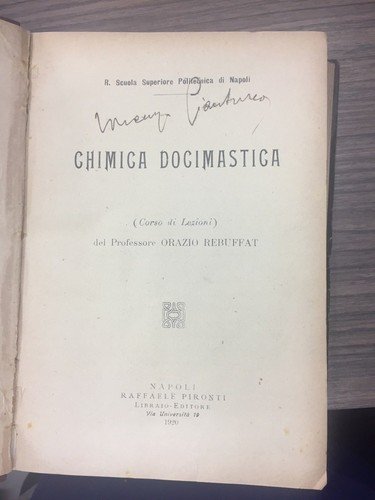 R. Scuola Superiore Politecnica di Napoli
CHIMICA DOCIMASTICA
(Corso di Lezioni)
del Professore ORAZIO REBUFFAT
NAPOLI
RAFFAELE PIRONTI
LIBRAIO-EDITORE
Via Università 10
1920